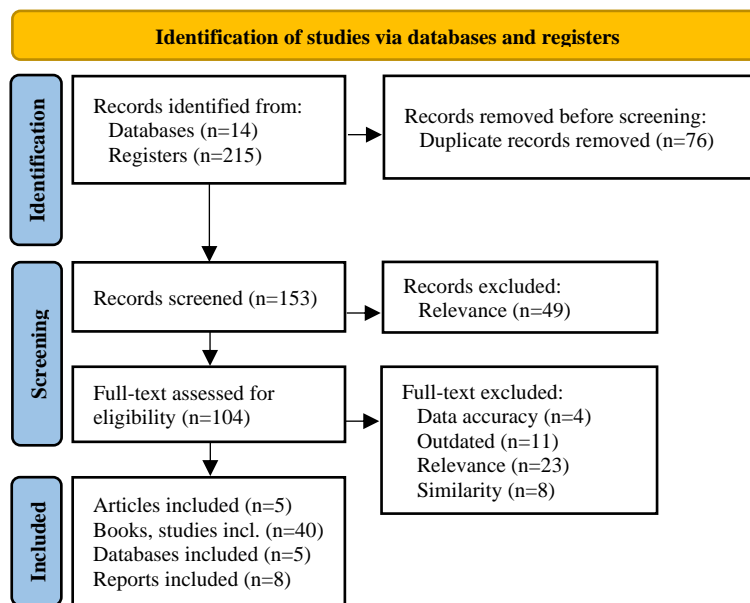 Identification of studies via databases and registers
Identification
Records identified from:
Databases (n=14)
Registers (n=215)
Records removed before screening:
Duplicate records removed (n=76)
Screening
Records screened (n=153)
Records excluded:
Relevance (n=49)
Full-text assessed for
eligibility (n=104)
Full-text excluded:
Data accuracy (n=4)
Outdated (n=11)
Relevance (n=23)
Similarity (n=8)
Included
Articles included (n=5)
Books, studies incl. (n=40)
Databases included (n=5)
Reports included (n=8)